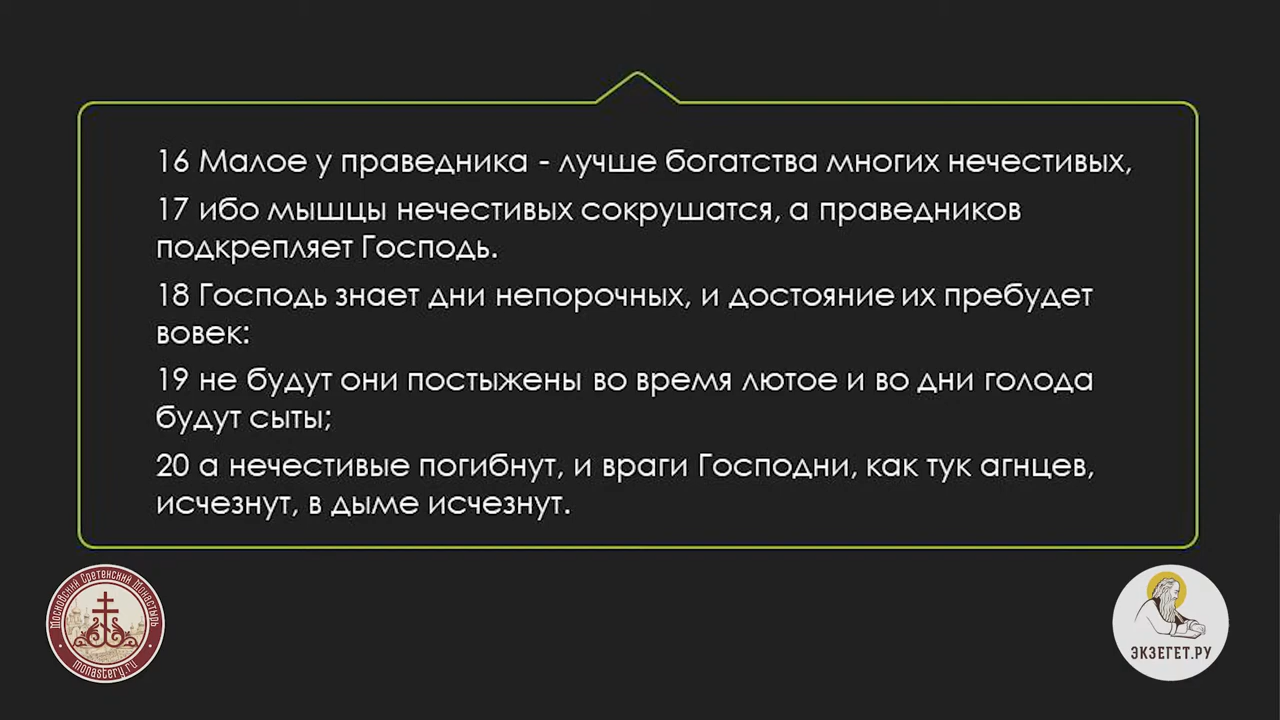 16 Малое у праведника - лучше богатства многих нечестивых,
17 ибо мышцы нечестивых сокрушатся, а праведников
подкрепляет Господь.
18 Господь знает дни непорочных, и достояние их пребудет
вовек:
19 не будут они постыжены во время лютое и во дни голода
будут сыты;
20 а нечестивые погибнут, и враги Господни, как тук агнцев,
исчезнут, в дыме исчезнут.
Московский Сретенский Монастырь
monastery.ru
ЭКЗЕГЕТ.РУ